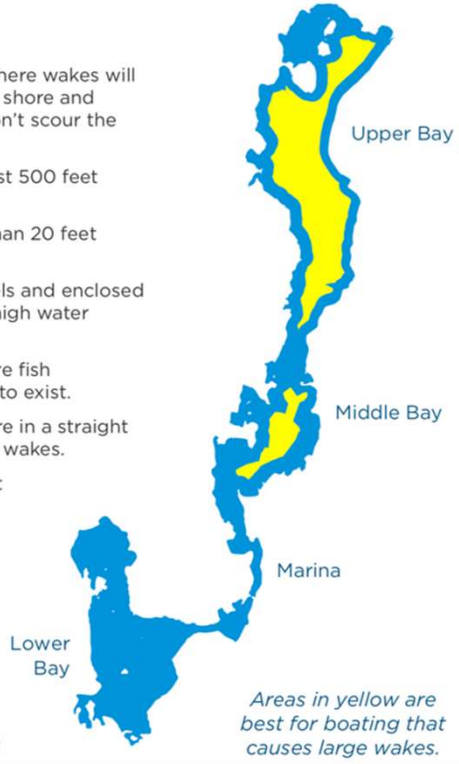 here wakes will
shore and
n't scour the
st 500 feet
an 20 feet
ls and enclosed
igh water
e fish
to exist.
re in a straight
wakes.
Upper Bay
Middle Bay
Marina
Lower
Bay
Areas in yellow are
best for boating that
causes large wakes.